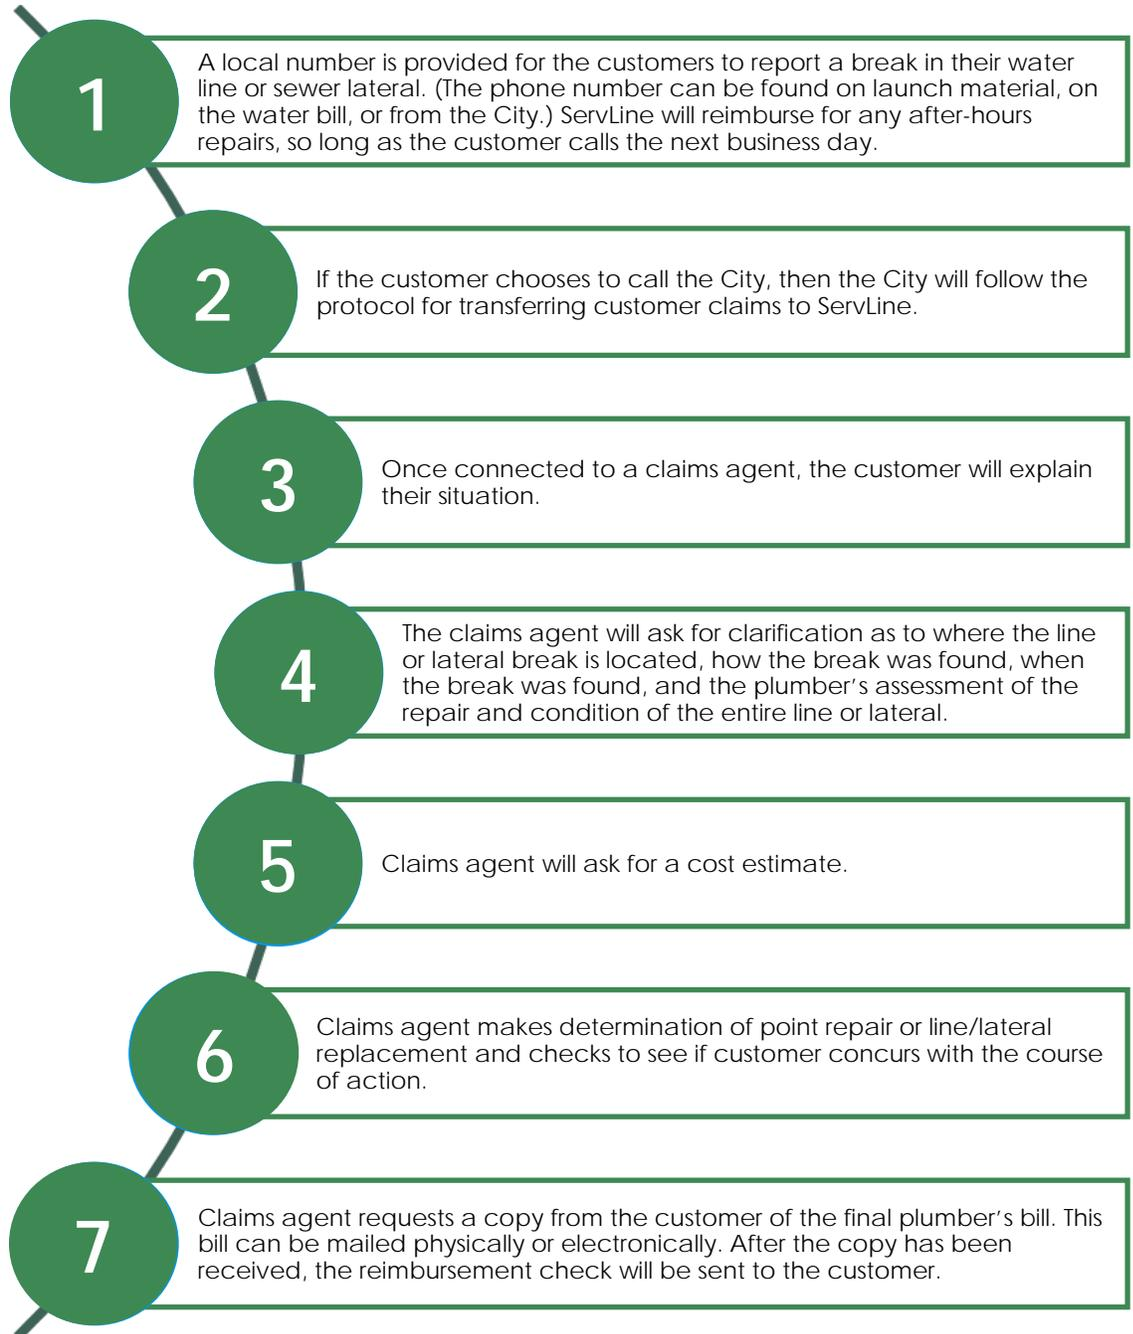 1
A local number is provided for the customers to report a break in their water
line or sewer lateral. (The phone number can be found on launch material, on
the water bill, or from the City.) ServLine will reimburse for any after-hours
repairs, so long as the customer calls the next business day.
2
If the customer chooses to call the City, then the City will follow the
protocol for transferring customer claims to ServLine.
3
Once connected to a claims agent, the customer will explain
their situation.
4
The claims agent will ask for clarification as to where the line
or lateral break is located, how the break was found, when
the break was found, and the plumber’s assessment of the
repair and condition of the entire line or lateral.
5
Claims agent will ask for a cost estimate.
6
Claims agent makes determination of point repair or line/lateral
replacement and checks to see if customer concurs with the course
of action.
7
Claims agent requests a copy from the customer of the final plumber’s bill. This
bill can be mailed physically or electronically. After the copy has been
received, the reimbursement check will be sent to the customer.